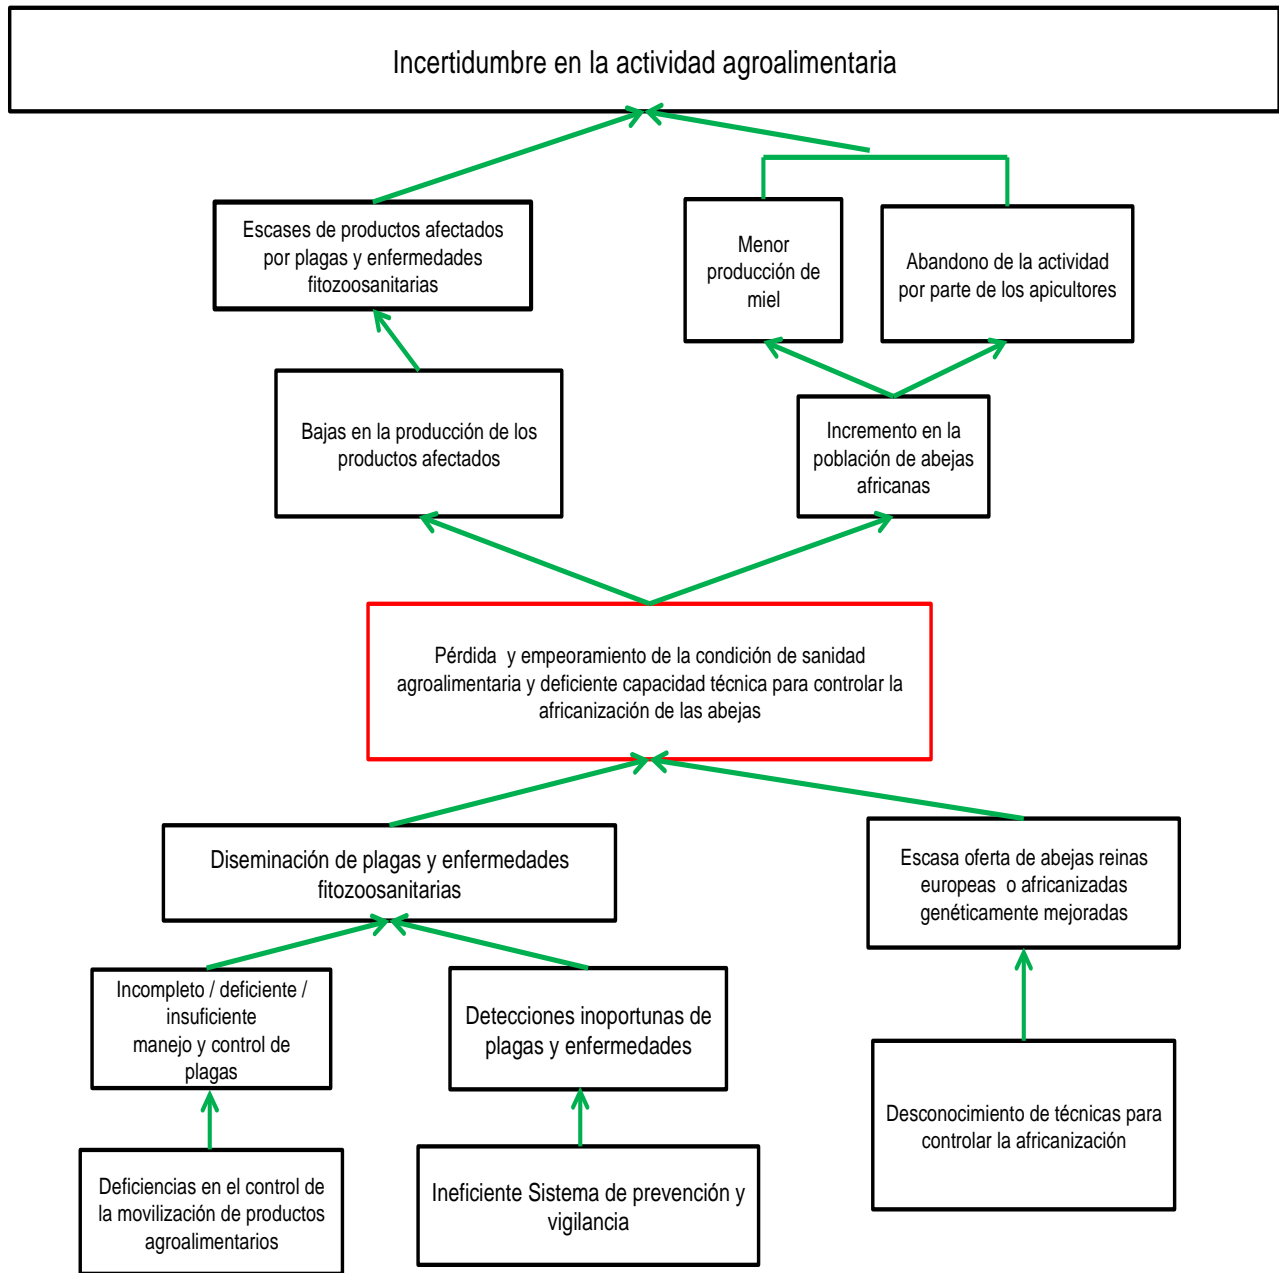 Incertidumbre en la actividad agroalimentaria
Escases de productos afectados
por plagas y enfermedades
fitozoosanitarias
Menor
producción de
miel
Abandono de la actividad
por parte de los apicultores
Bajas en la producción de los
productos afectados
Incremento en la
población de abejas
africanas
Pérdida y empeoramiento de la condición de sanidad
agroalimentaria y deficiente capacidad técnica para controlar la
africanización de las abejas
Diseminación de plagas y enfermedades
fitozoosanitarias
Escasa oferta de abejas reinas
europeas o africanizadas
genéticamente mejoradas
Incompleto / deficiente /
insuficiente
manejo y control de
plagas
Detecciones inoportunas de
plagas y enfermedades
Desconocimiento de técnicas para
controlar la africanización
Deficiencias en el control de
la movilización de productos
agroalimentarios
Ineficiente Sistema de prevención y
vigilancia